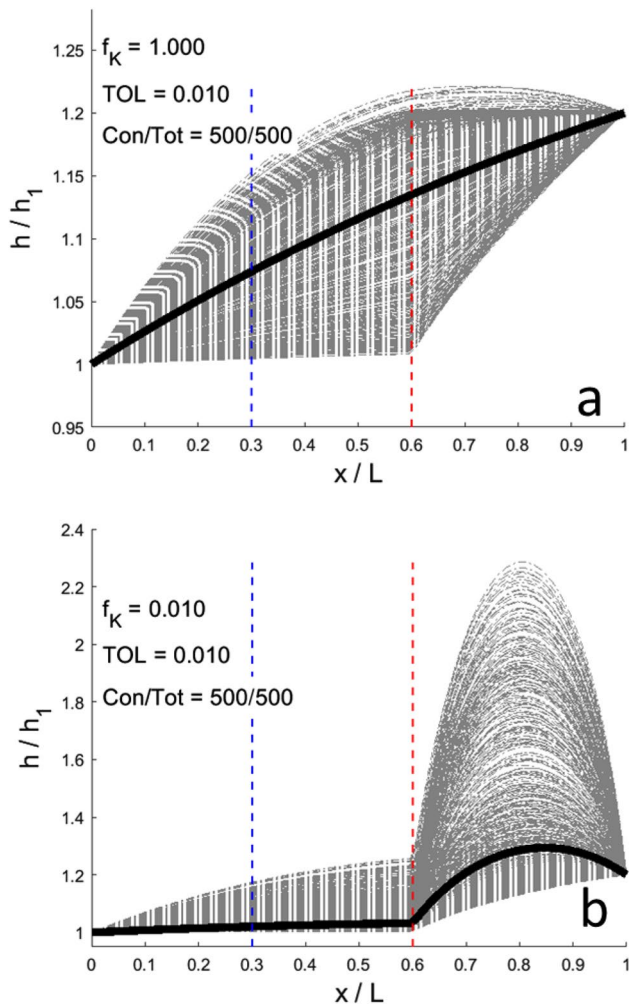 1.25
1.2
1.15
1.1
1.05
1
0.95
h / h₁
f_K = 1.000
TOL = 0.010
Con/Tot = 500/500
a
0 0.1 0.2 0.3 0.4 0.5 0.6 0.7 0.8 0.9 1
x / L
2.4
2.2
2
1.8
1.6
1.4
1.2
1
h / h₁
f_K = 0.010
TOL = 0.010
Con/Tot = 500/500
b
0 0.1 0.2 0.3 0.4 0.5 0.6 0.7 0.8 0.9 1
x / L